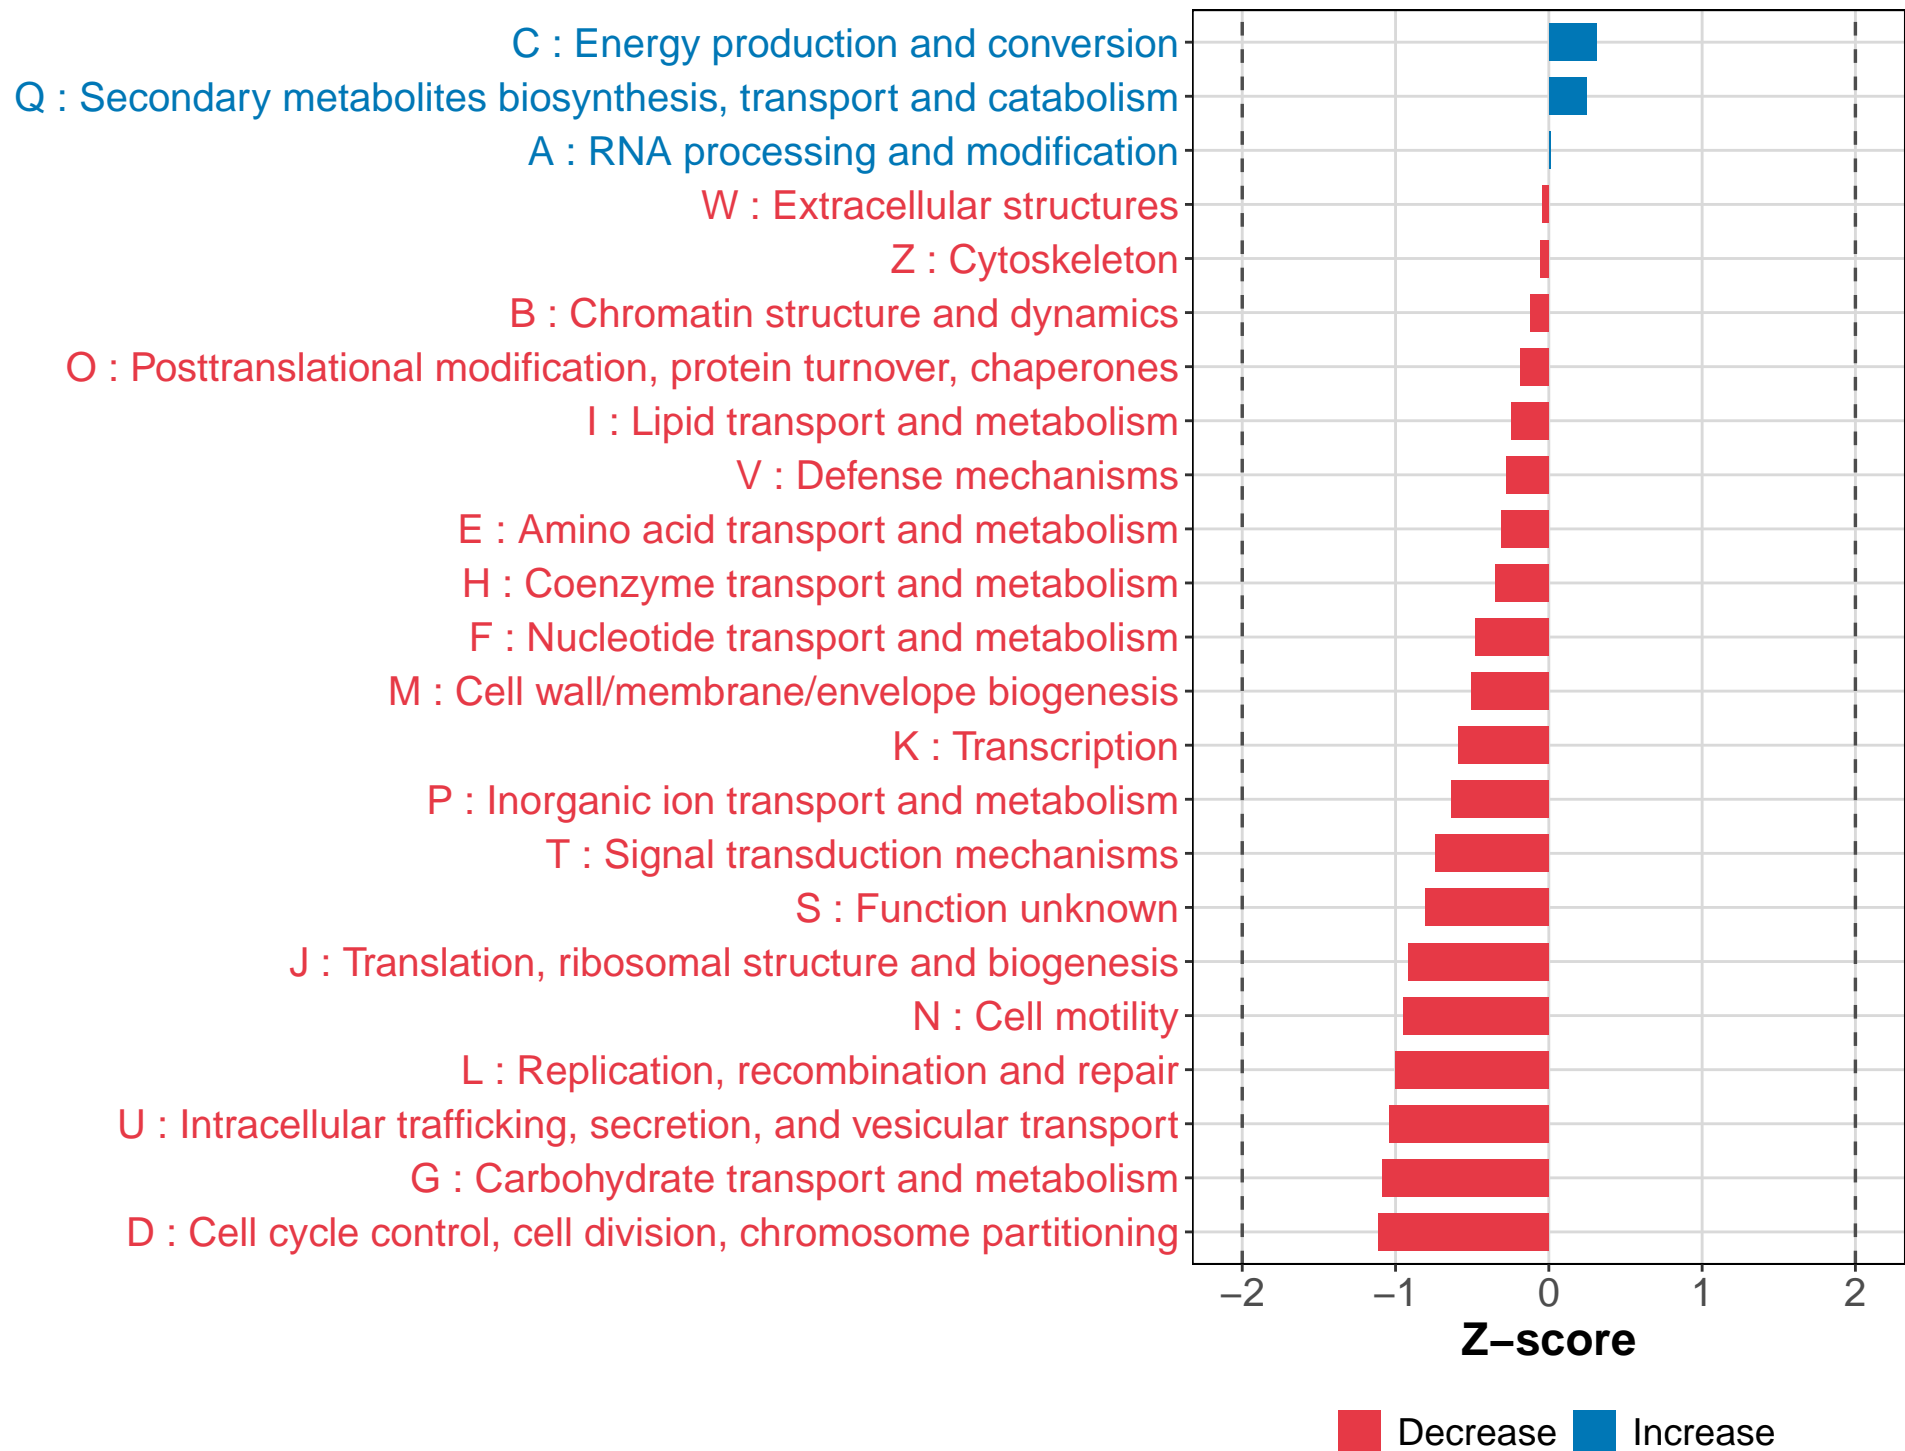 C : Energy production and conversion
Q : Secondary metabolites biosynthesis, transport and catabolism
A : RNA processing and modification
W : Extracellular structures
Z : Cytoskeleton
B : Chromatin structure and dynamics
O : Posttranslational modification, protein turnover, chaperones
I : Lipid transport and metabolism
V : Defense mechanisms
E : Amino acid transport and metabolism
H : Coenzyme transport and metabolism
F : Nucleotide transport and metabolism
M : Cell wall/membrane/envelope biogenesis
K : Transcription
P : Inorganic ion transport and metabolism
T : Signal transduction mechanisms
S : Function unknown
J : Translation, ribosomal structure and biogenesis
N : Cell motility
L : Replication, recombination and repair
U : Intracellular trafficking, secretion, and vesicular transport
G : Carbohydrate transport and metabolism
D : Cell cycle control, cell division, chromosome partitioning
−2 −1 0 1 2
Z−score
Decrease Increase